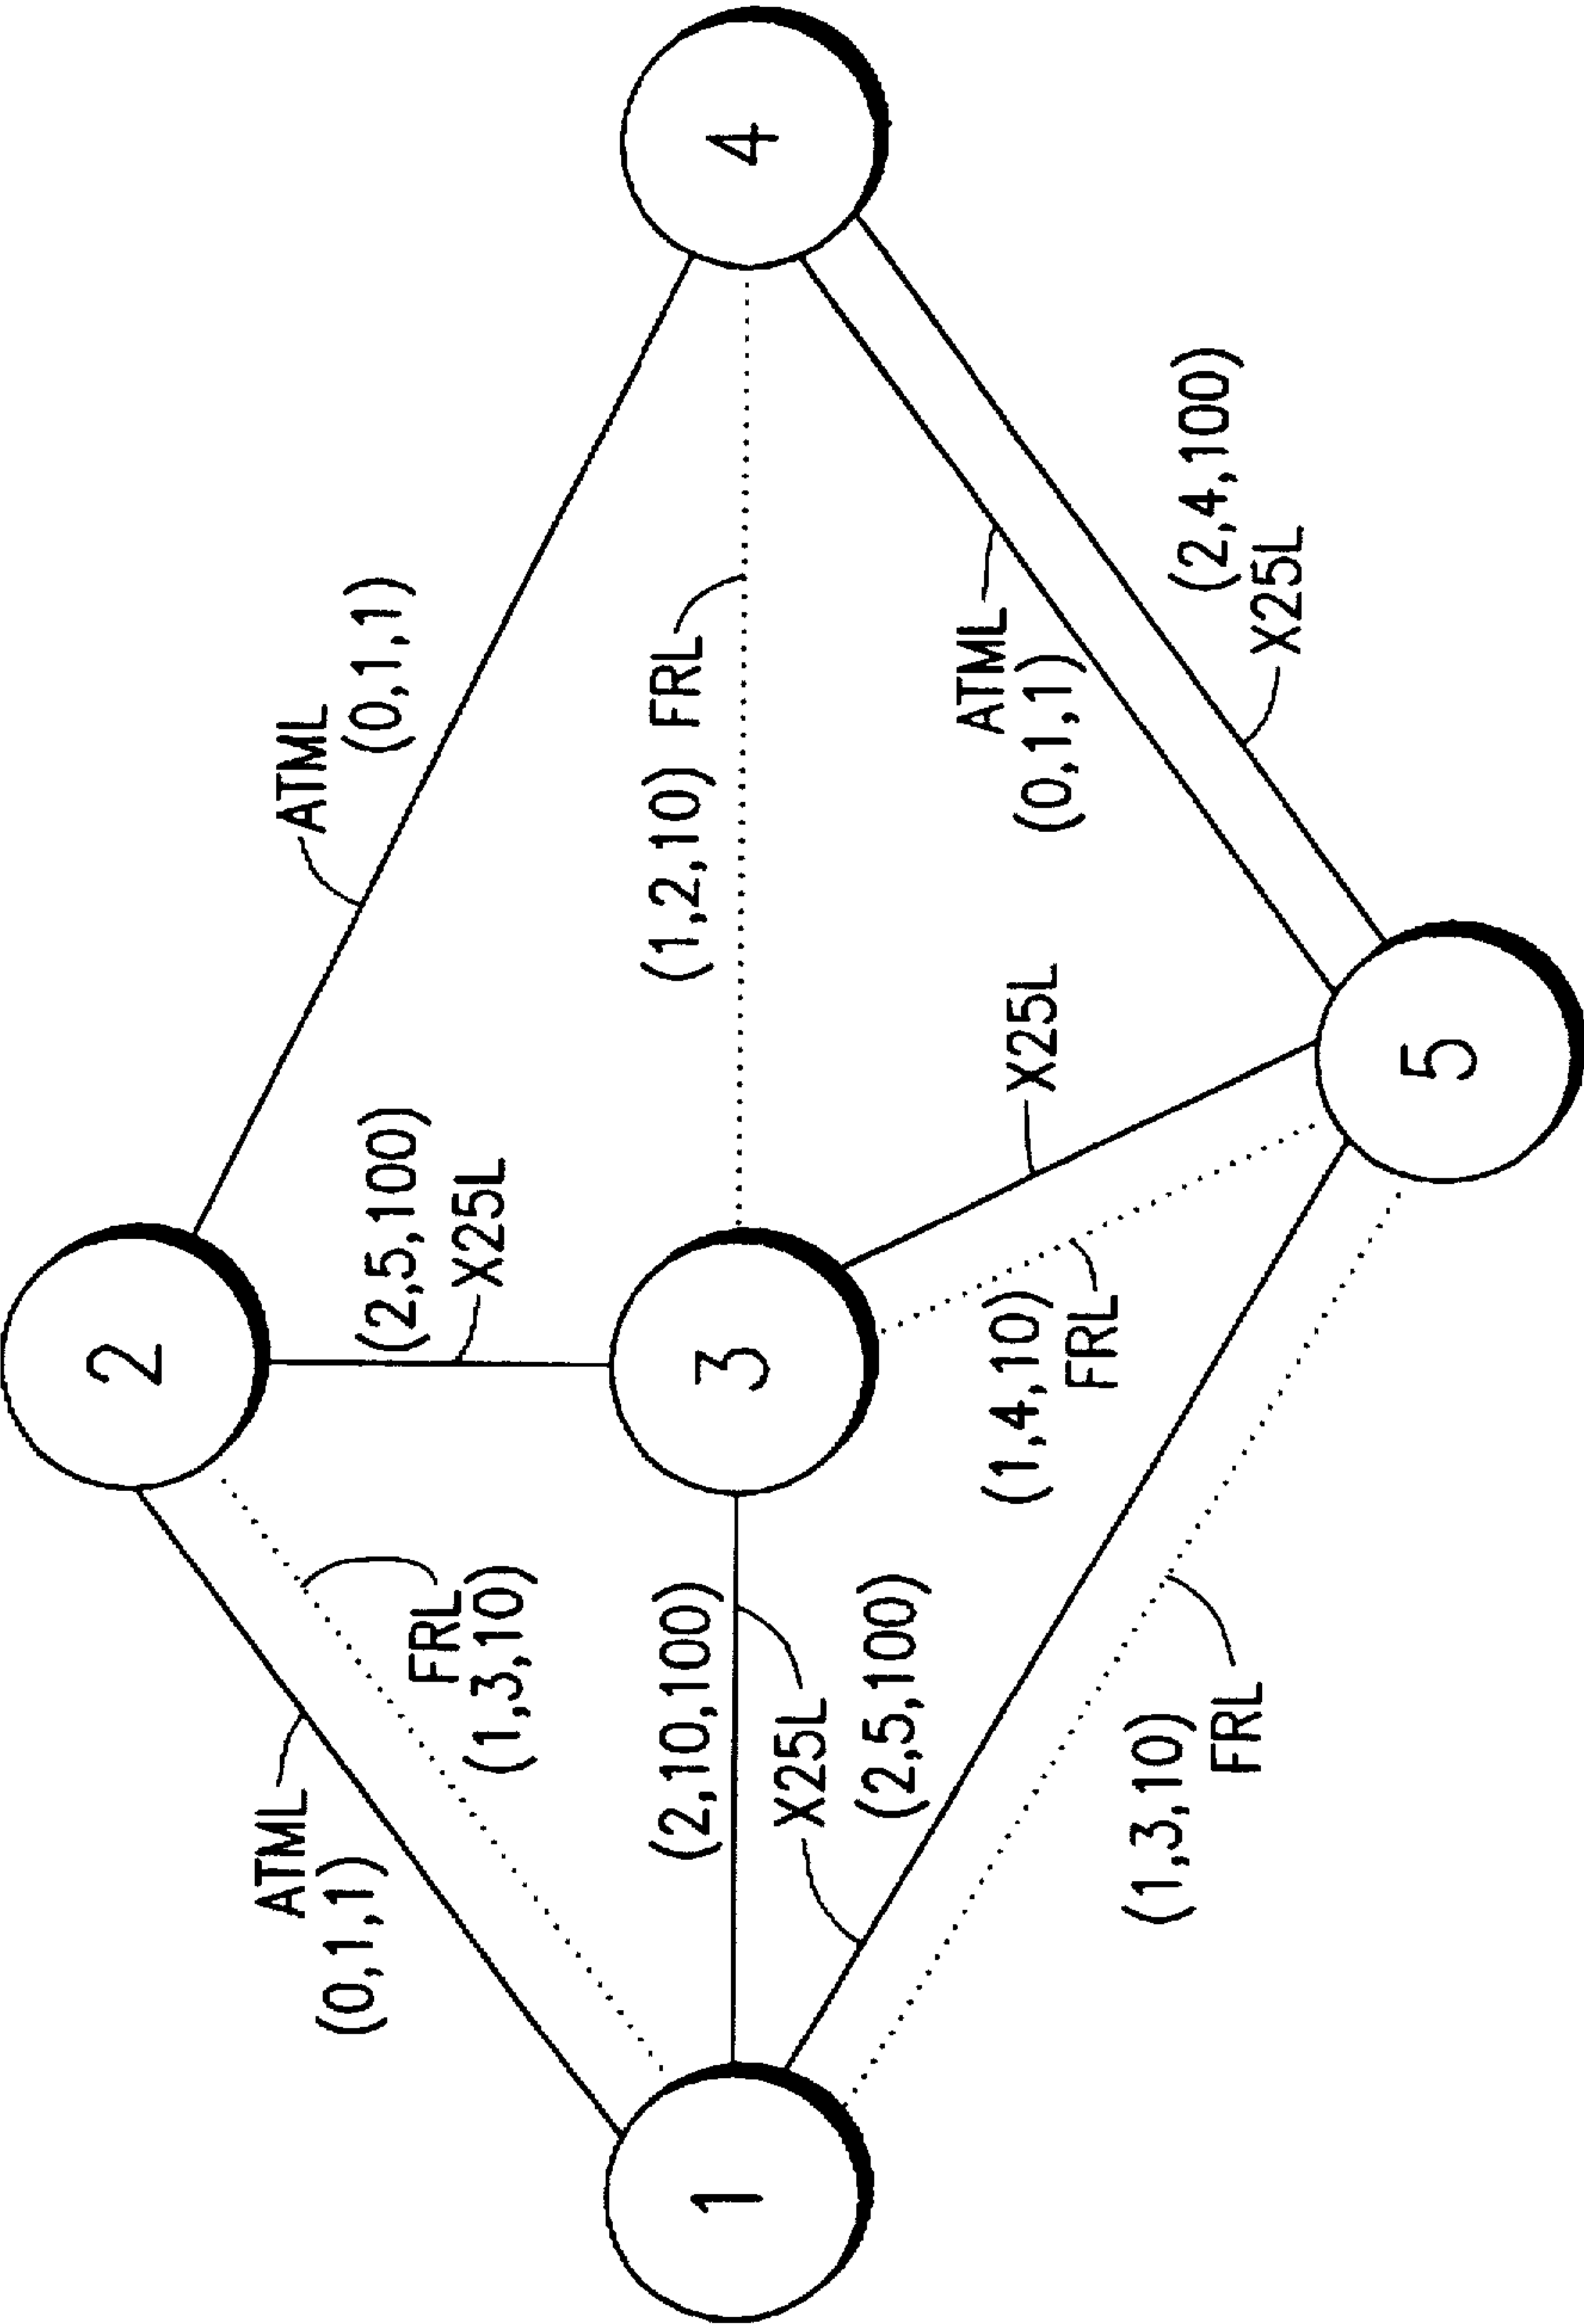 2
ATML
(0,1,1)
ATML
(0,1,1)
FRL
(1,3,10)
(2,5,100)
X25L
1
(2,10,100)
X25L
(2,5,100)
3
(1,2,10) FRL
4
(1,4,10)
FRL
X25L
ATML
(0,1,1)
(1,3,10)
FRL
(2,4,100)
X25L
5